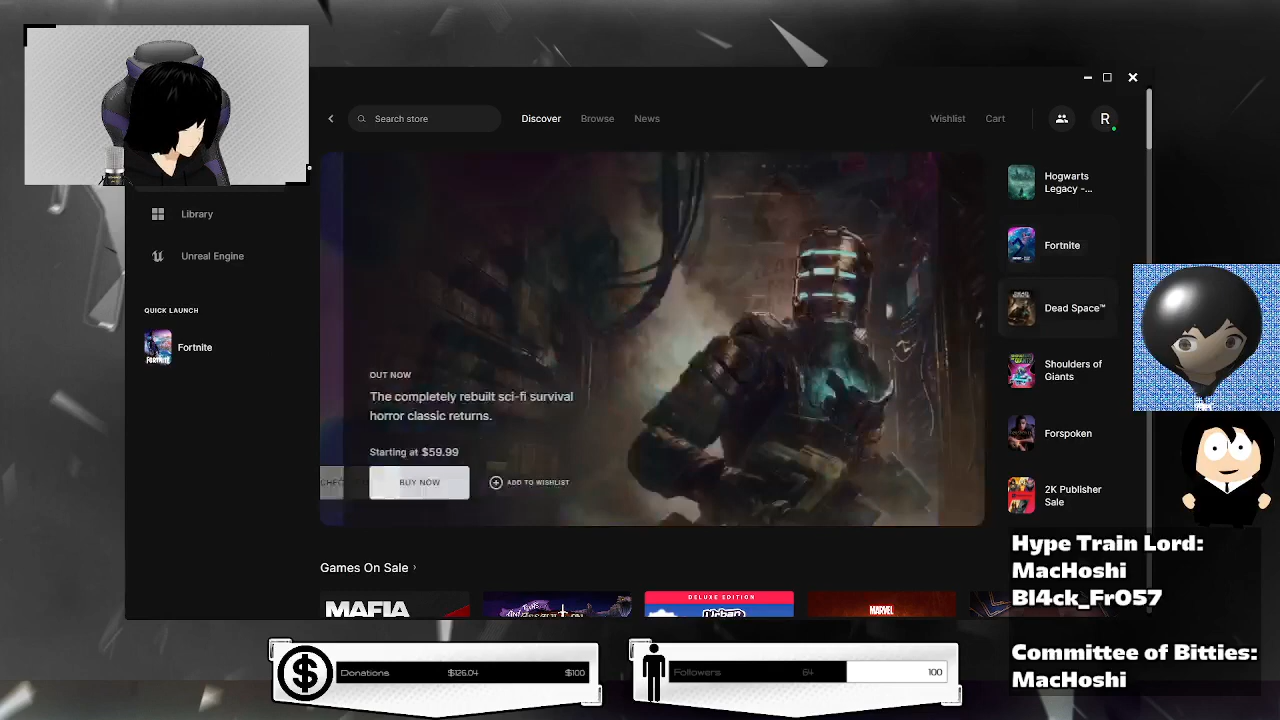 Search store
Discover
Browse
News
Wishlist
Cart
R
Library
Unreal Engine
QUICK LAUNCH
FORTNITE
Fortnite
OUT NOW
The completely rebuilt sci-fi survival
horror classic returns.
Starting at $59.99
BUY NOW
ADD TO WISHLIST
Hogwarts
Legacy -...
Fortnite
Dead Space™
Shoulders of
Giants
Forspoken
2K Publisher
Sale
Games On Sale
MAFIA
DELUXE EDITION
MARVEL
Hype Train Lord:
MacHoshi
Bl4ck_Fr057
Committee of Bitties:
MacHoshi
Donations $126.04 $100
Followers 64 100